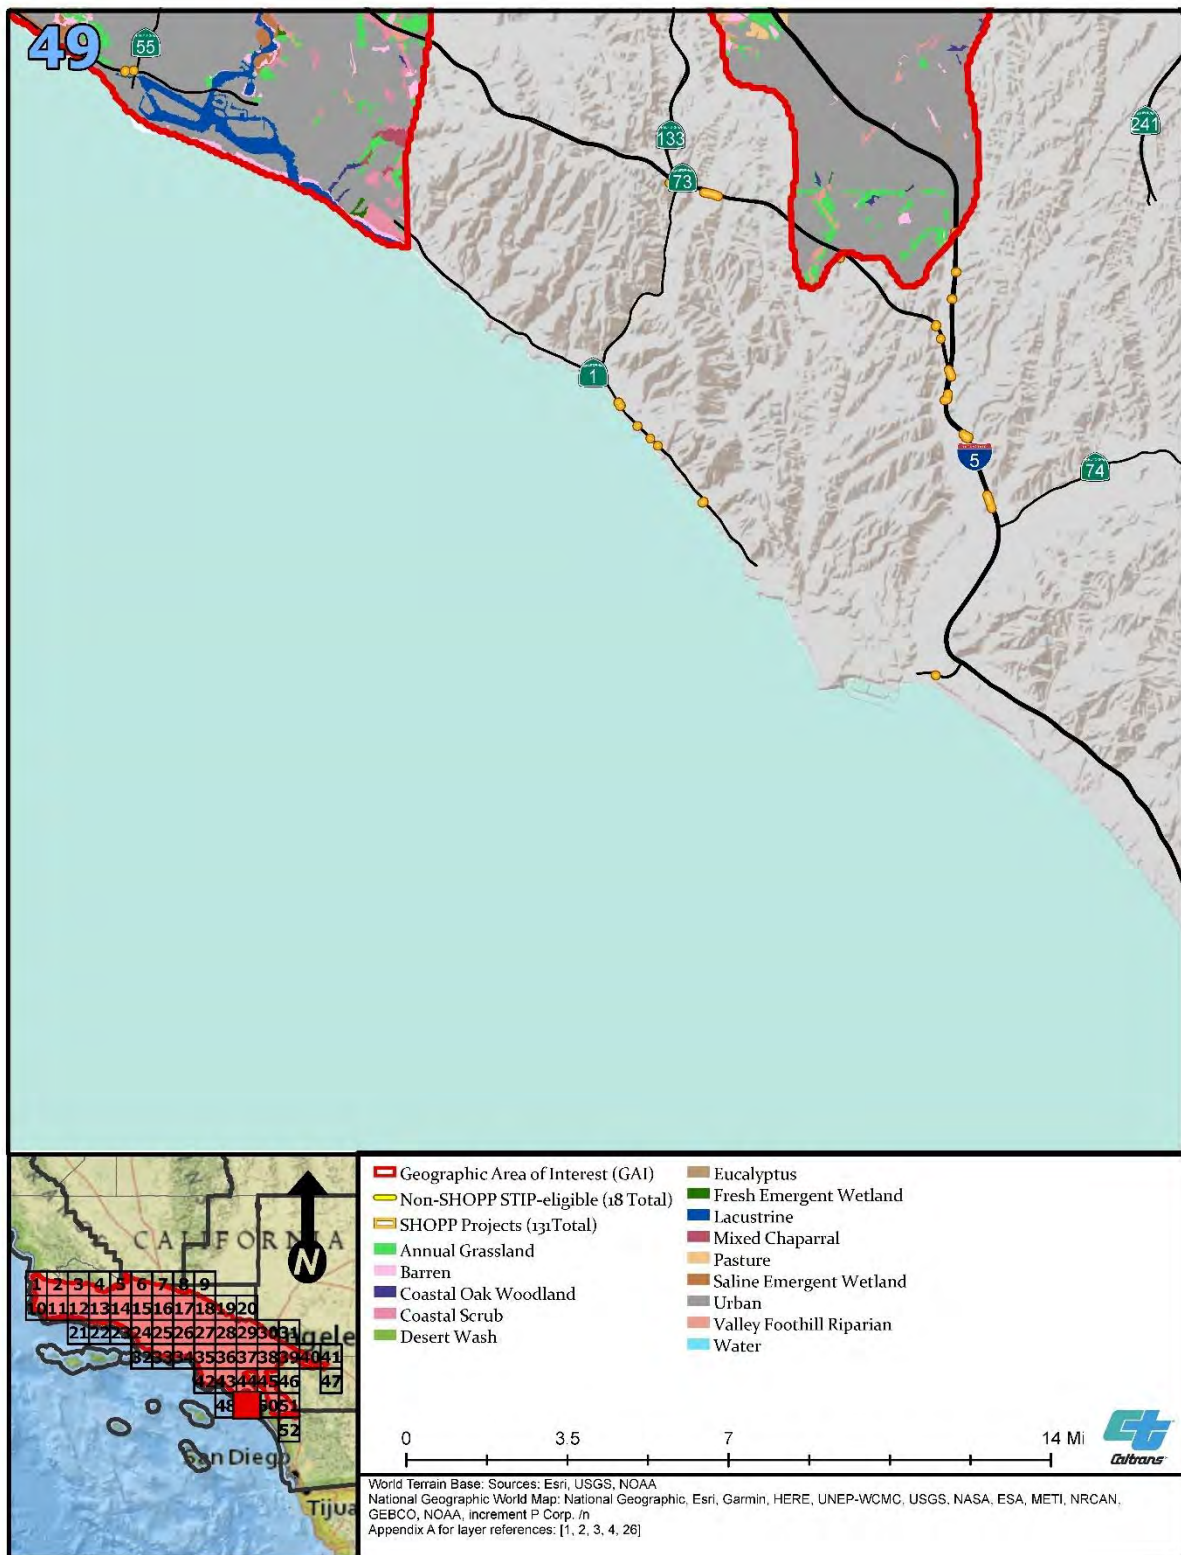 49
55
133
73
241
1
5
74
CALIFORNIA
N
1 2 3 4 5 6 7 8 9
10 11 12 13 14 15 16 17 18 19 20
21 22 23 24 25 26 27 28 29 30 31
32 33 34 35 36 37 38 39 40 41
42 43 44 45 46 47
48 50 51
52
San Diego
Tijua
Geographic Area of Interest (GAI)
Non-SHOPP STIP-eligible (18 Total)
SHOPP Projects (131Total)
Annual Grassland
Barren
Coastal Oak Woodland
Coastal Scrub
Desert Wash
Eucalyptus
Fresh Emergent Wetland
Lacustrine
Mixed Chaparral
Pasture
Saline Emergent Wetland
Urban
Valley Foothill Riparian
Water
0 3.5 7 14 Mi
Caltrans
World Terrain Base: Sources: Esri, USGS, NOAA
National Geographic World Map: National Geographic, Esri, Garmin, HERE, UNEP-WCMC, USGS, NASA, ESA, METI, NRCAN,
GEBCO, NOAA, increment P Corp. /n
Appendix A for layer references: [1, 2, 3, 4, 26]